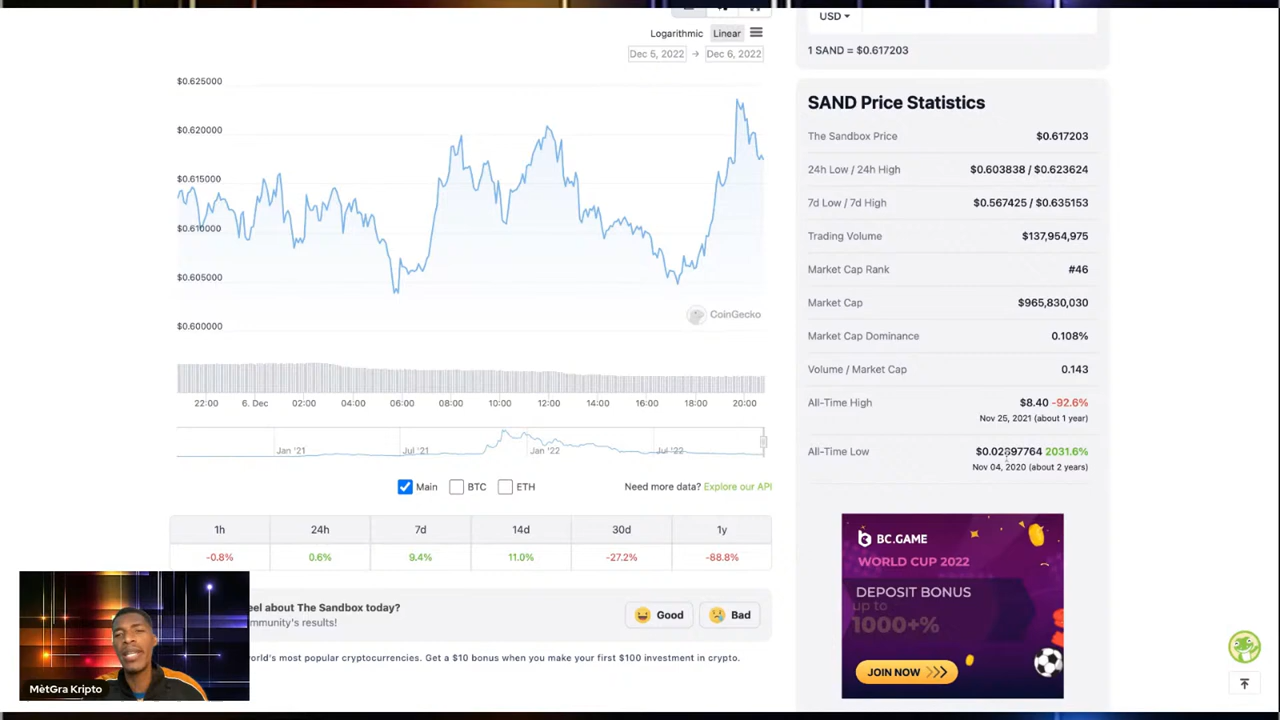 USD
1 SAND = $0.617203
Logarithmic Linear
Dec 5, 2022 → Dec 6, 2022
$0.625000
$0.620000
$0.615000
$0.610000
$0.605000
$0.600000
CoinGecko
22:00 6. Dec 02:00 04:00 06:00 08:00 10:00 12:00 14:00 16:00 18:00 20:00
Jan '21 Jul '21 Jan '22 Jul '22
Main BTC ETH
Need more data? Explore our API
1h 24h 7d 14d 30d 1y
-0.8% 0.6% 9.4% 11.0% -27.2% -88.8%
eel about The Sandbox today?
mmunity's results!
Good Bad
orld's most popular cryptocurrencies. Get a $10 bonus when you make your first $100 investment in crypto.
MètGra Kripto
SAND Price Statistics
The Sandbox Price $0.617203
24h Low / 24h High $0.603838 / $0.623624
7d Low / 7d High $0.567425 / $0.635153
Trading Volume $137,954,975
Market Cap Rank #46
Market Cap $965,830,030
Market Cap Dominance 0.108%
Volume / Market Cap 0.143
All-Time High $8.40 -92.6%
Nov 25, 2021 (about 1 year)
All-Time Low $0.02897764 2031.6%
Nov 04, 2020 (about 2 years)
BC.GAME
WORLD CUP 2022
DEPOSIT BONUS
up to
1000+%
JOIN NOW >>>